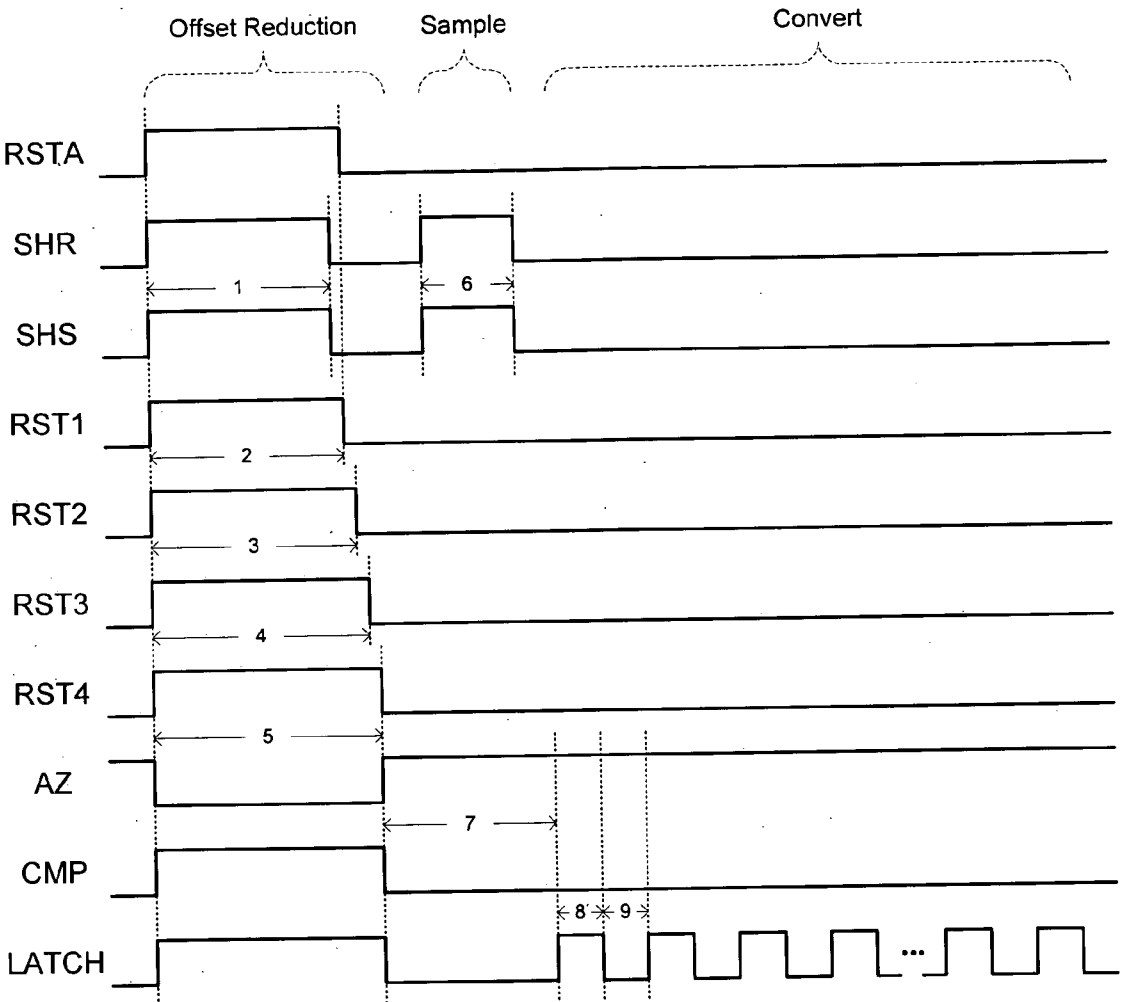 Offset Reduction Sample Convert
RSTA
SHR
1 6
SHS
RST1
2
RST2
3
RST3
4
RST4
5
AZ
7
CMP
8 9
LATCH
...